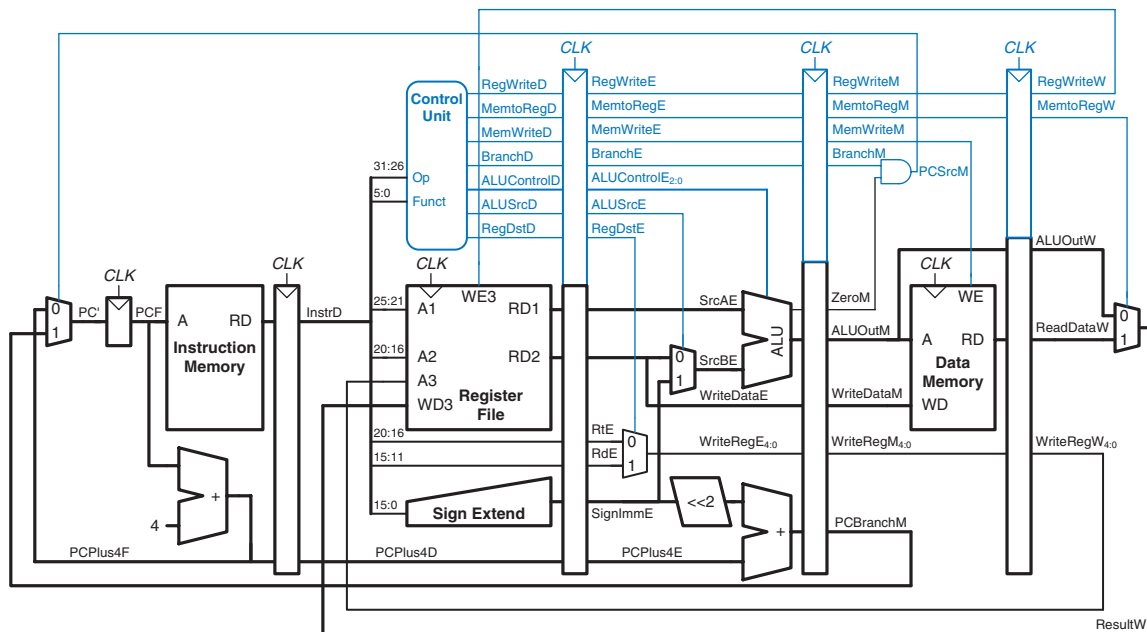 CLK CLK CLK
RegWriteD RegWriteE RegWriteM RegWriteW
Control
Unit
MemtoRegD MemtoRegE MemtoRegM MemtoRegW
MemWriteD MemWriteE MemWriteM
BranchD BranchE BranchM
PCSrcM
31:26
Op
ALUControlD ALUControlE2:0
5:0
Funct
ALUSrcD ALUSrcE
RegDstD RegDstE
ALUOutW
CLK CLK CLK CLK
WE3 WE
0
1
PC'
PCF
A RD
Instruction
Memory
InstrD
25:21
A1 RD1
SrcAE
ZeroM
ALU
ALUOutM
A RD
Data
Memory
ReadDataW
0
1
20:16
A2 RD2
0
1
SrcBE
A3
Register
File
WD3
WriteDataE WriteDataM
WD
20:16
RtE
0
WriteRegE4:0 WriteRegM4:0 WriteRegW4:0
15:11
RdE
1
+
4
15:0
Sign Extend
SignImmE
<<2
+
PCBranchM
PCPlus4F PCPlus4D PCPlus4E
ResultW